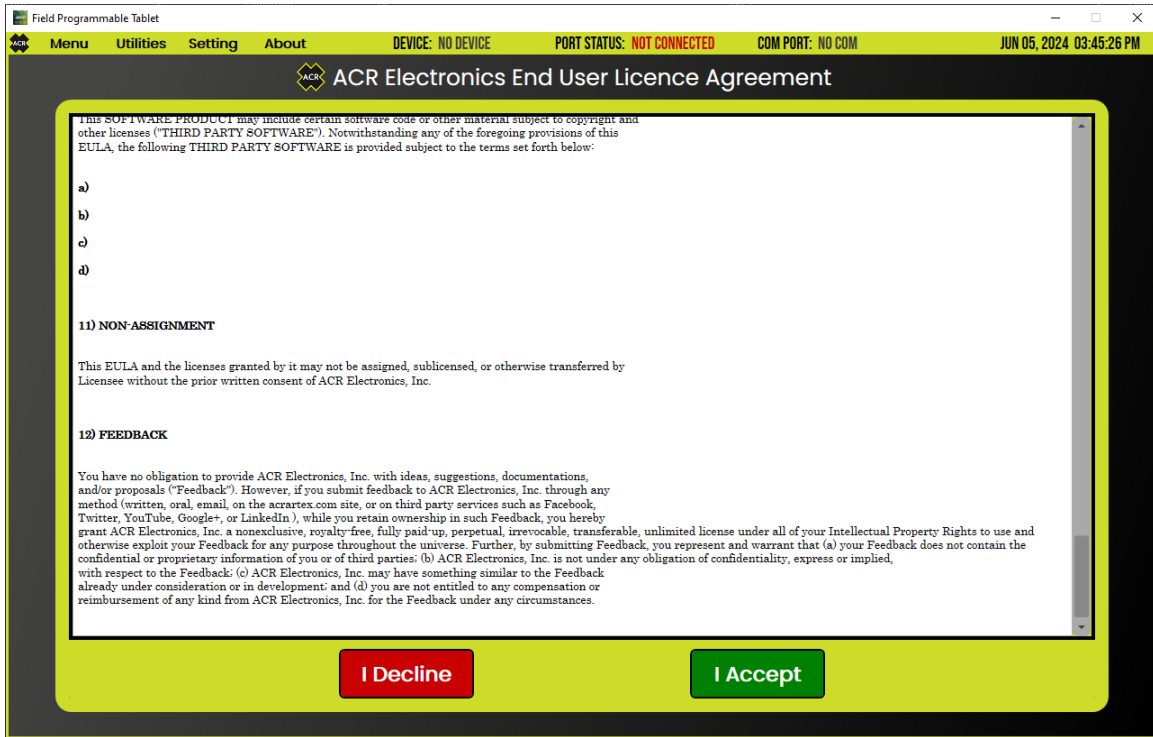 Field Programmable Tablet
ACR Menu Utilities Setting About DEVICE: NO DEVICE PORT STATUS: NOT CONNECTED COM PORT: NO COM JUN 05, 2024 03:45:26 PM
ACR ACR Electronics End User Licence Agreement
This SOFTWARE PRODUCT may include certain software code or other material subject to copyright and
other licenses ("THIRD PARTY SOFTWARE"). Notwithstanding any of the foregoing provisions of this
EULA, the following THIRD PARTY SOFTWARE is provided subject to the terms set forth below:
a)
b)
c)
d)
11) NON-ASSIGNMENT
This EULA and the licenses granted by it may not be assigned, sublicensed, or otherwise transferred by
Licensee without the prior written consent of ACR Electronics, Inc.
12) FEEDBACK
You have no obligation to provide ACR Electronics, Inc. with ideas, suggestions, documentations,
and/or proposals ("Feedback"). However, if you submit feedback to ACR Electronics, Inc. through any
method (written, oral, email, on the acrartex.com site, or on third party services such as Facebook,
Twitter, YouTube, Google+, or LinkedIn ), while you retain ownership in such Feedback, you hereby
grant ACR Electronics, Inc. a nonexclusive, royalty-free, fully paid-up, perpetual, irrevocable, transferable, unlimited license under all of your Intellectual Property Rights to use and
otherwise exploit your Feedback for any purpose throughout the universe. Further, by submitting Feedback, you represent and warrant that (a) your Feedback does not contain the
confidential or proprietary information of you or of third parties; (b) ACR Electronics, Inc. is not under any obligation of confidentiality, express or implied,
with respect to the Feedback; (c) ACR Electronics, Inc. may have something similar to the Feedback
already under consideration or in development; and (d) you are not entitled to any compensation or
reimbursement of any kind from ACR Electronics, Inc. for the Feedback under any circumstances.
I Decline I Accept